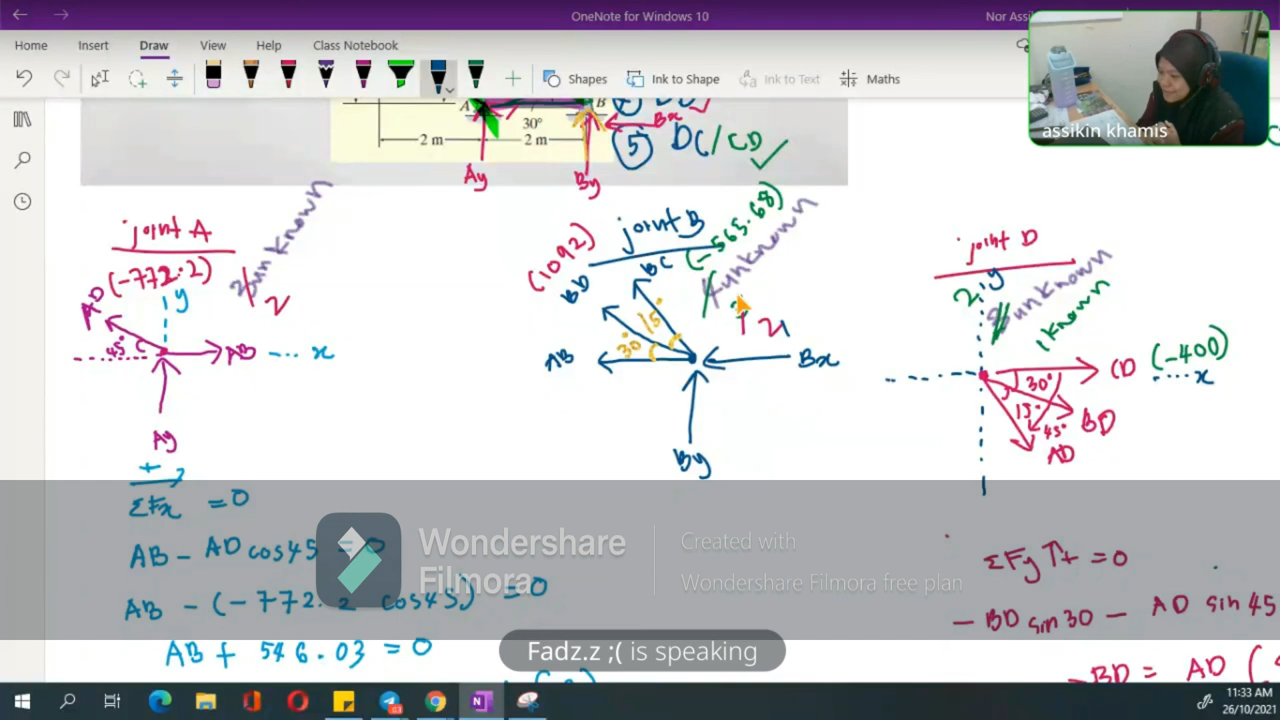 OneNote for Windows 10
Nor Assi
Home Insert Draw View Help Class Notebook
Shapes Ink to Shape Ink to Text Maths
assikin khamis
A B
30°
2 m 2 m
Bx
5 DC/CD
Ay By
joint A
(-772.2)
unknown
2
AD y
45°
AB x
Ay
joint B
(1092) (-565.68)
BD BC
unknown
2
15°
30°
AB Bx
By
joint D
y
2 unknown
1 known
CD (-400)
x
30°
15° 45° BD
AD
+
ΣFx = 0
AB - AD cos45 = 0
AB - (-772.2 cos45) = 0
AB + 546.03 = 0
ΣFy ↑+ = 0
- BD sin30 - AD sin 45
- BD = AD (
Wondershare
Filmora
Created with
Wondershare Filmora free plan
Fadz.z ;( is speaking
11:33 AM
26/10/2021